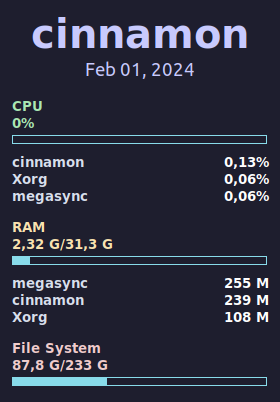 cinnamon
Feb 01, 2024
CPU
0%
cinnamon 0,13%
Xorg 0,06%
megasync 0,06%
RAM
2,32 G/31,3 G
megasync 255 M
cinnamon 239 M
Xorg 108 M
File System
87,8 G/233 G